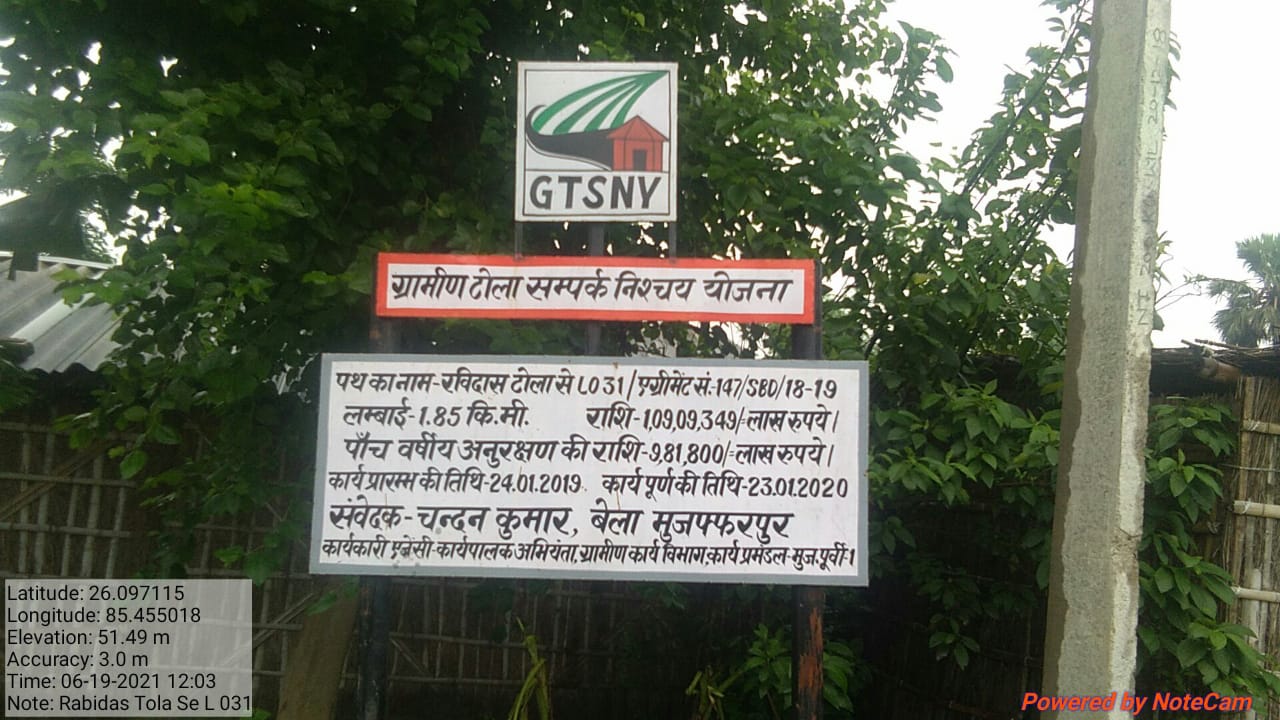 GTSNY
ग्रामीण टोला सम्पर्क निश्चय योजना
पथ का नाम-रविदास टोला से L031/एग्रीमेंट सं.-147/SBD/18-19
लम्बाई-1.85 कि.मी. राशि-1,09,09,349/=लाख रुपये।
पाँच वर्षीय अनुरक्षण की राशि-9,81,800/=लाख रुपये।
कार्य प्रारम्भ की तिथि-24.01.2019. कार्य पूर्ण की तिथि-23.01.2020
संवेदक-चन्दन कुमार, बेला मुजफ्फरपुर
कार्यकारी एजेंसी-कार्यपालक अभियंता, ग्रामीण कार्य विभाग, कार्य प्रमंडल-मुज.पूर्वी-1
Latitude: 26.097115
Longitude: 85.455018
Elevation: 51.49 m
Accuracy: 3.0 m
Time: 06-19-2021 12:03
Note: Rabidas Tola Se L 031
Powered by NoteCam